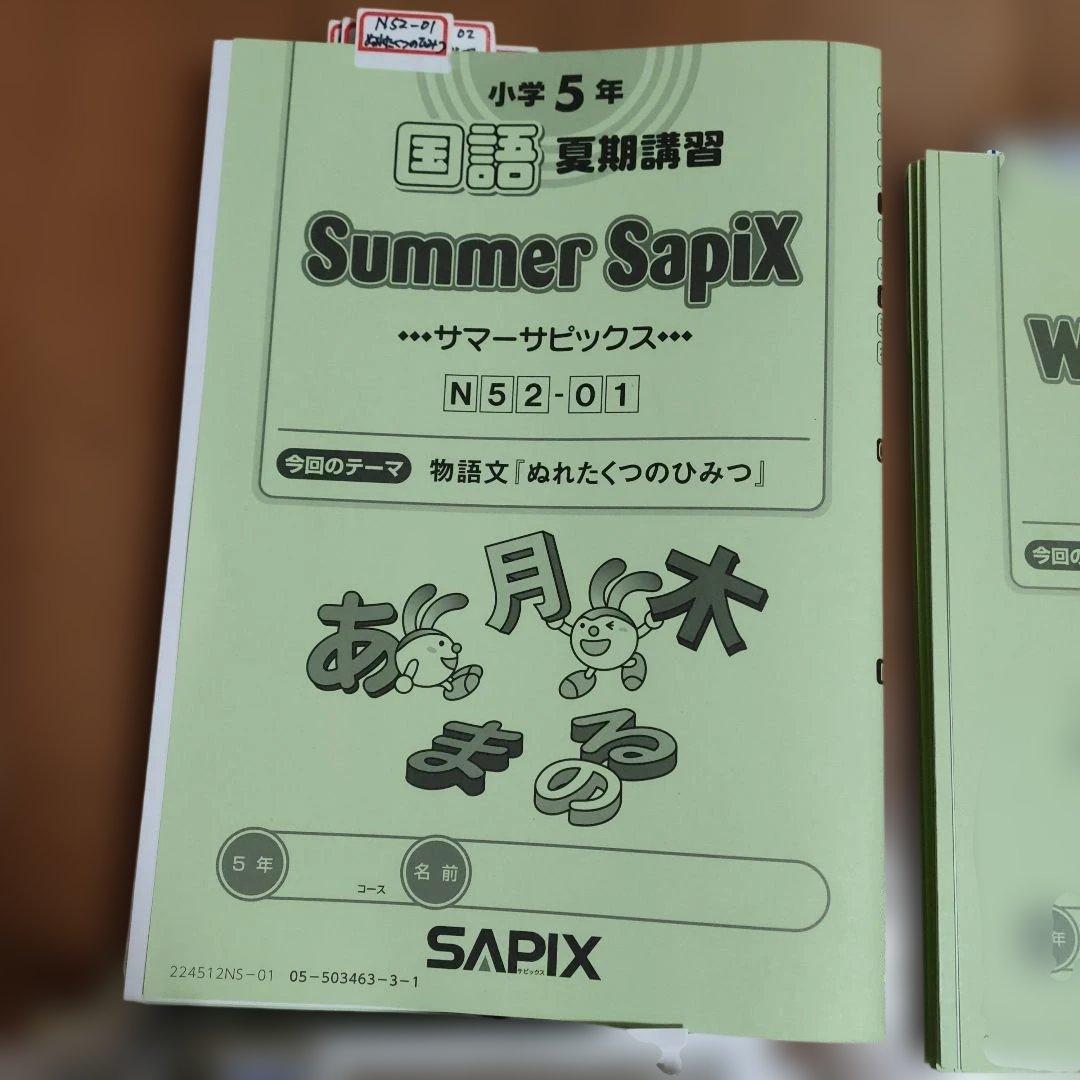 N52-01
ぬれたくつのひみつ
02
小学5年
国語 夏期講習
Summer SapiX
サマーサピックス
N52-01
今回のテーマ 物語文『ぬれたくつのひみつ』
あ 月 木
ま る の
5年 コース 名前
SAPIX
サピックス
224512NS-01 05-503463-3-1
W
今回の
年